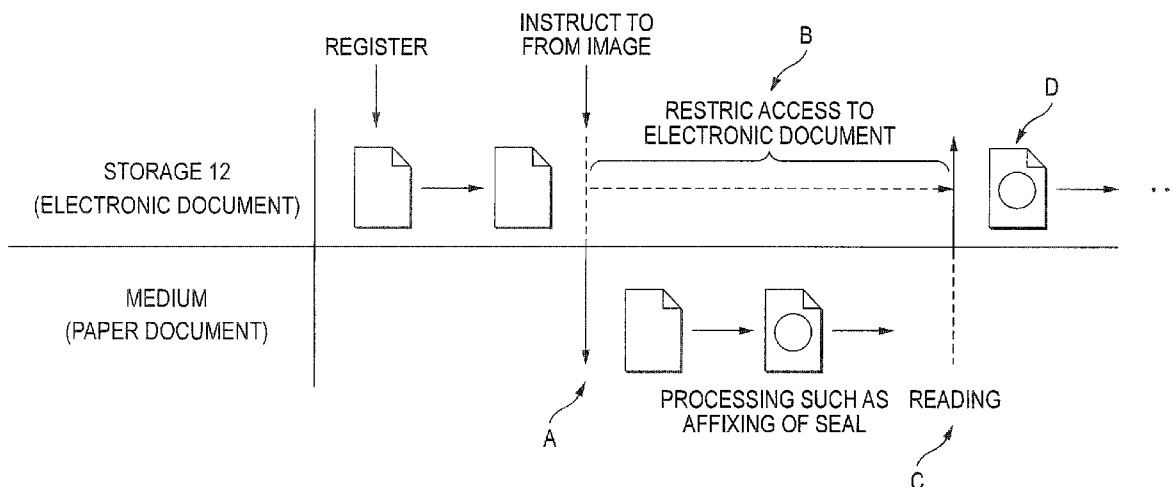 INSTRUCT TO
FROM IMAGE
REGISTER
B
RESTRIC ACCESS TO
ELECTRONIC DOCUMENT
D
STORAGE 12
(ELECTRONIC DOCUMENT)
MEDIUM
(PAPER DOCUMENT)
PROCESSING SUCH AS
AFFIXING OF SEAL
READING
A
C